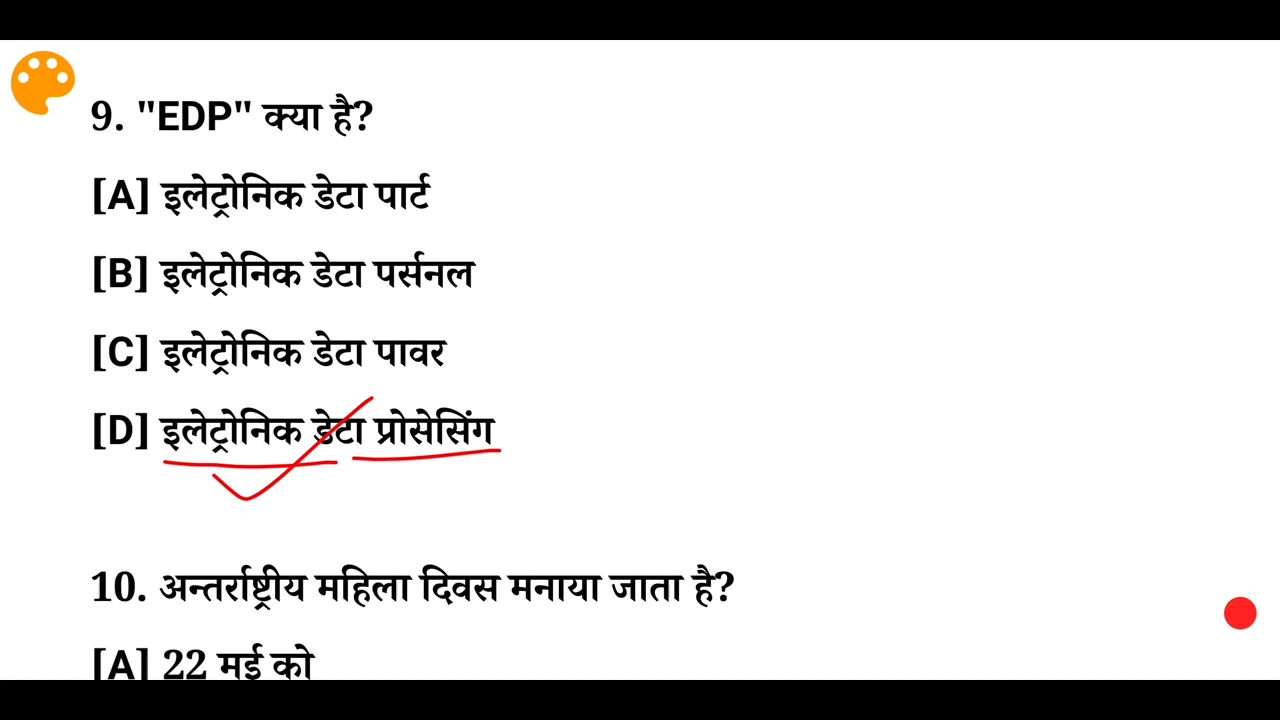 9. "EDP" क्या है?
[A] इलेट्रोनिक डेटा पार्ट
[B] इलेट्रोनिक डेटा पर्सनल
[C] इलेट्रोनिक डेटा पावर
[D] इलेट्रोनिक डेटा प्रोसेसिंग
10. अन्तर्राष्ट्रीय महिला दिवस मनाया जाता है?
[A] 22 मई को